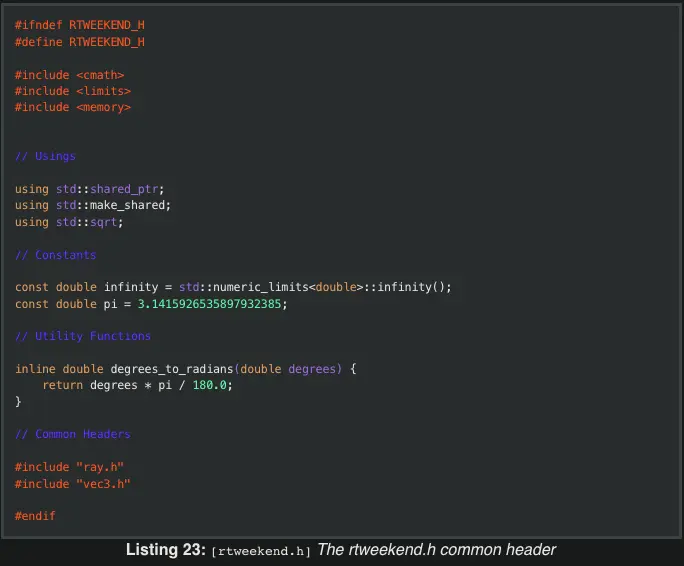 #ifndef RTWEEKEND_H
#define RTWEEKEND_H
#include <cmath>
#include <limits>
#include <memory>
// Usings
using std::shared_ptr;
using std::make_shared;
using std::sqrt;
// Constants
const double infinity = std::numeric_limits<double>::infinity();
const double pi = 3.1415926535897932385;
// Utility Functions
inline double degrees_to_radians(double degrees) {
    return degrees * pi / 180.0;
}
// Common Headers
#include "ray.h"
#include "vec3.h"
#endif
Listing 23: [rtweekend.h] The rtweekend.h common header